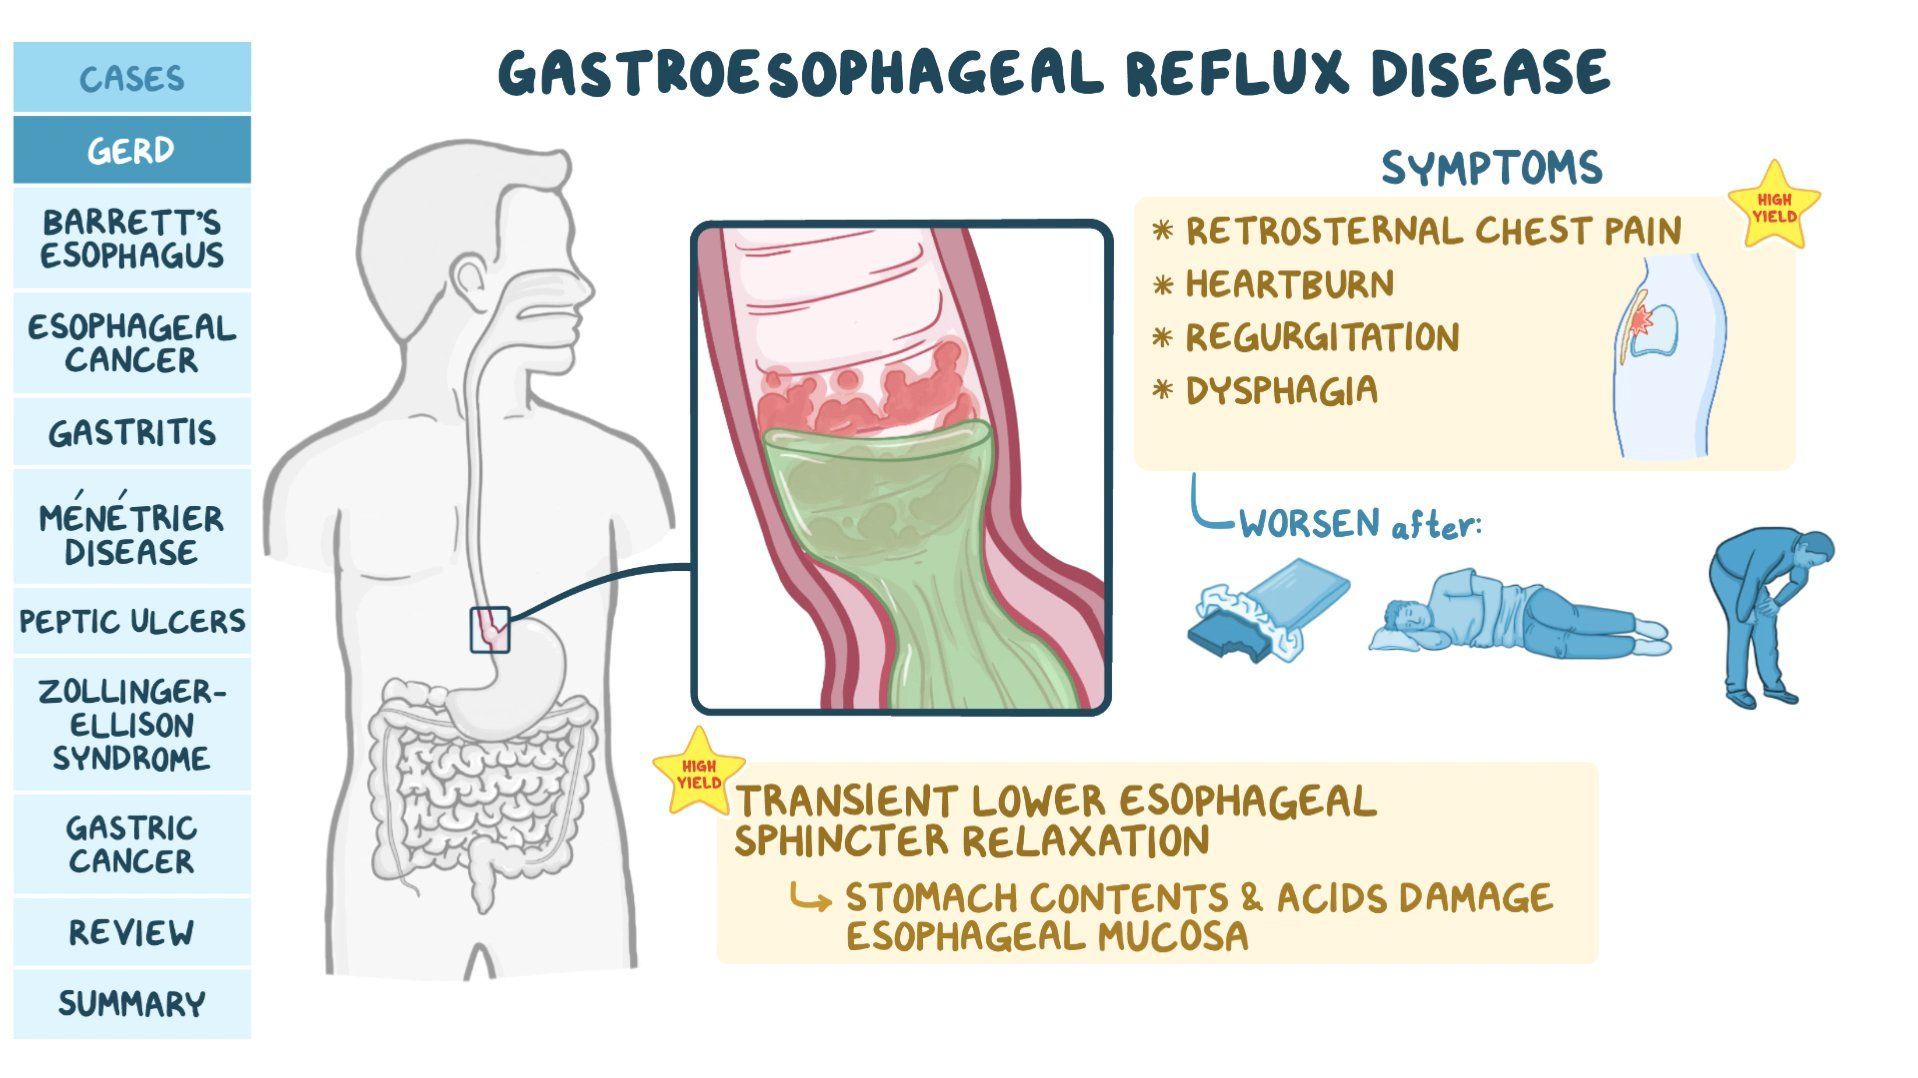 GASTROESOPHAGEAL REFLUX DISEASE
CASES
GERD
BARRETT'S
ESOPHAGUS
ESOPHAGEAL
CANCER
GASTRITIS
MÉNÉTRIER
DISEASE
PEPTIC ULCERS
ZOLLINGER-
ELLISON
SYNDROME
GASTRIC
CANCER
REVIEW
SUMMARY
SYMPTOMS
HIGH
YIELD
* RETROSTERNAL CHEST PAIN
* HEARTBURN
* REGURGITATION
* DYSPHAGIA
WORSEN after:
HIGH
YIELD
TRANSIENT LOWER ESOPHAGEAL
SPHINCTER RELAXATION
↳ STOMACH CONTENTS & ACIDS DAMAGE
ESOPHAGEAL MUCOSA